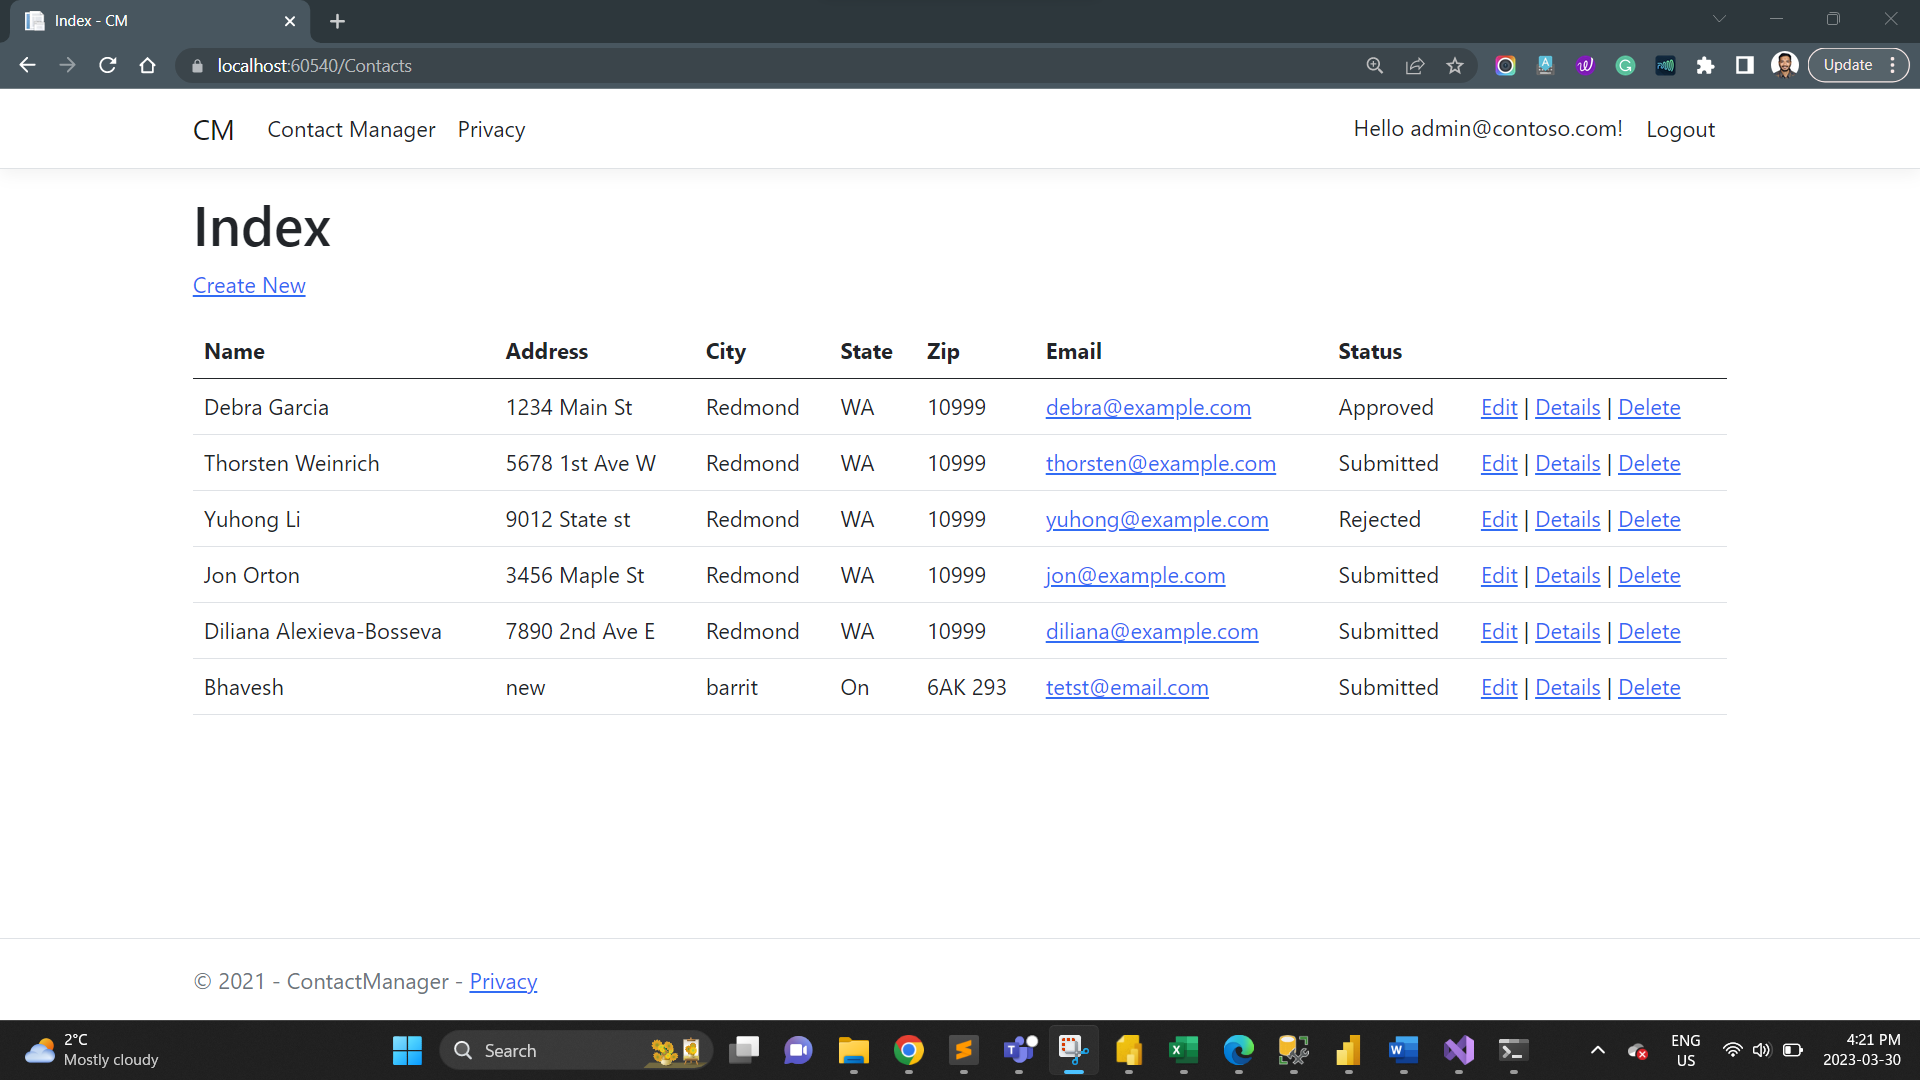 Index - CM
localhost:60540/Contacts
Update
CM Contact Manager Privacy Hello admin@contoso.com! Logout
Index
Create New
Name Address City State Zip Email Status
Debra Garcia 1234 Main St Redmond WA 10999 debra@example.com Approved Edit | Details | Delete
Thorsten Weinrich 5678 1st Ave W Redmond WA 10999 thorsten@example.com Submitted Edit | Details | Delete
Yuhong Li 9012 State st Redmond WA 10999 yuhong@example.com Rejected Edit | Details | Delete
Jon Orton 3456 Maple St Redmond WA 10999 jon@example.com Submitted Edit | Details | Delete
Diliana Alexieva-Bosseva 7890 2nd Ave E Redmond WA 10999 diliana@example.com Submitted Edit | Details | Delete
Bhavesh new barrit On 6AK 293 tetst@email.com Submitted Edit | Details | Delete
© 2021 - ContactManager - Privacy
2°C
Mostly cloudy
Search
ENG
US
4:21 PM
2023-03-30